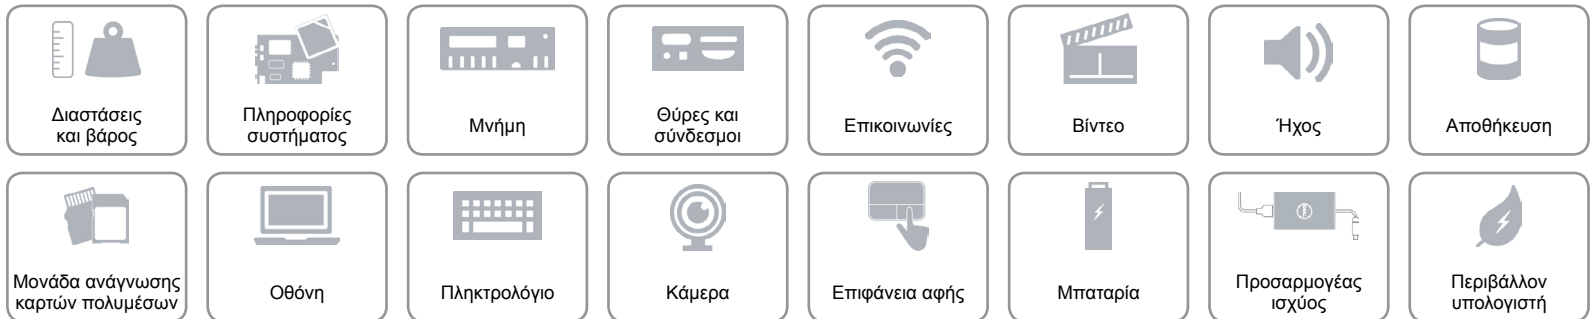 Διαστάσεις
και βάρος
Πληροφορίες
συστήματος
Μνήμη
Θύρες και
σύνδεσμοι
Επικοινωνίες
Βίντεο
Ήχος
Αποθήκευση
Μονάδα ανάγνωσης
καρτών πολυμέσων
Οθόνη
Πληκτρολόγιο
Κάμερα
Επιφάνεια αφής
Μπαταρία
Προσαρμογέας
ισχύος
Περιβάλλον
υπολογιστή